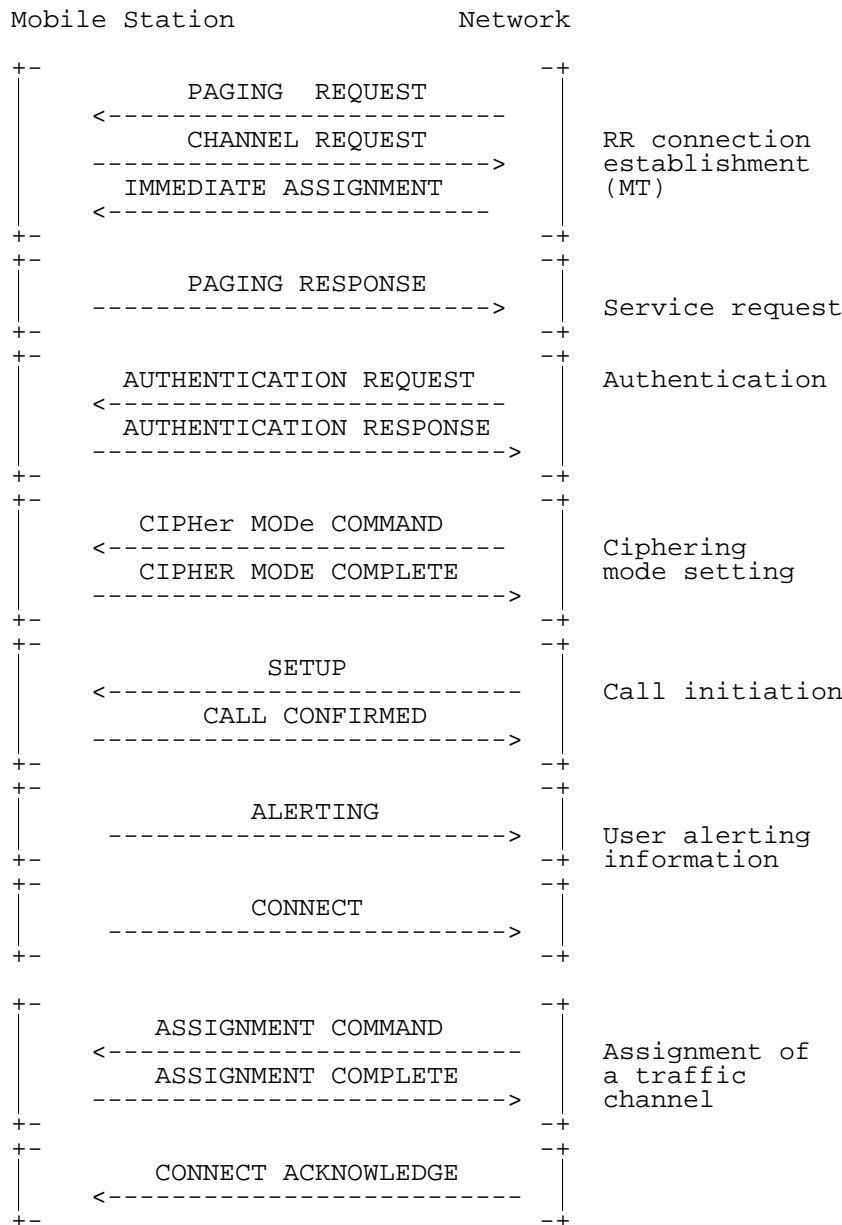 Mobile Station Network
PAGING REQUEST
CHANNEL REQUEST
RR connection
establishment
IMMEDIATE ASSIGNMENT
(MT)
PAGING RESPONSE
Service request
AUTHENTICATION REQUEST
Authentication
AUTHENTICATION RESPONSE
CIPHer MODe COMMAND
Ciphering
CIPHER MODE COMPLETE
mode setting
SETUP
Call initiation
CALL CONFIRMED
ALERTING
User alerting
information
CONNECT
ASSIGNMENT COMMAND
Assignment of
ASSIGNMENT COMPLETE
a traffic
channel
CONNECT ACKNOWLEDGE